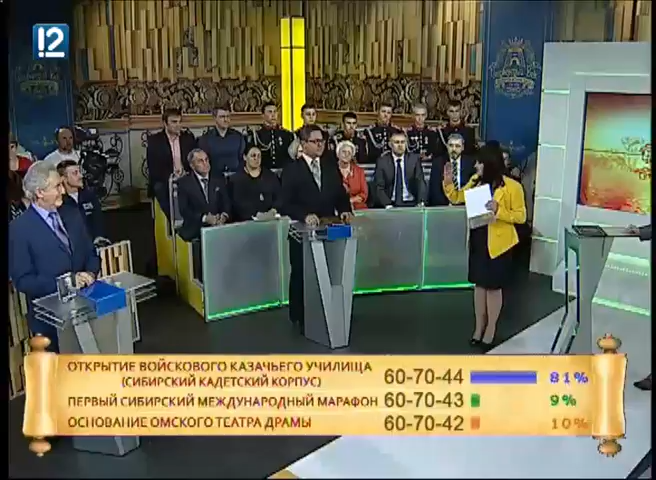 12
ОТКРЫТИЕ ВОЙСКОВОГО КАЗАЧЬЕГО УЧИЛИЩА
(СИБИРСКИЙ КАДЕТСКИЙ КОРПУС)
60-70-44 81%
ПЕРВЫЙ СИБИРСКИЙ МЕЖДУНАРОДНЫЙ МАРАФОН 60-70-43 9%
ОСНОВАНИЕ ОМСКОГО ТЕАТРА ДРАМЫ 60-70-42 10%